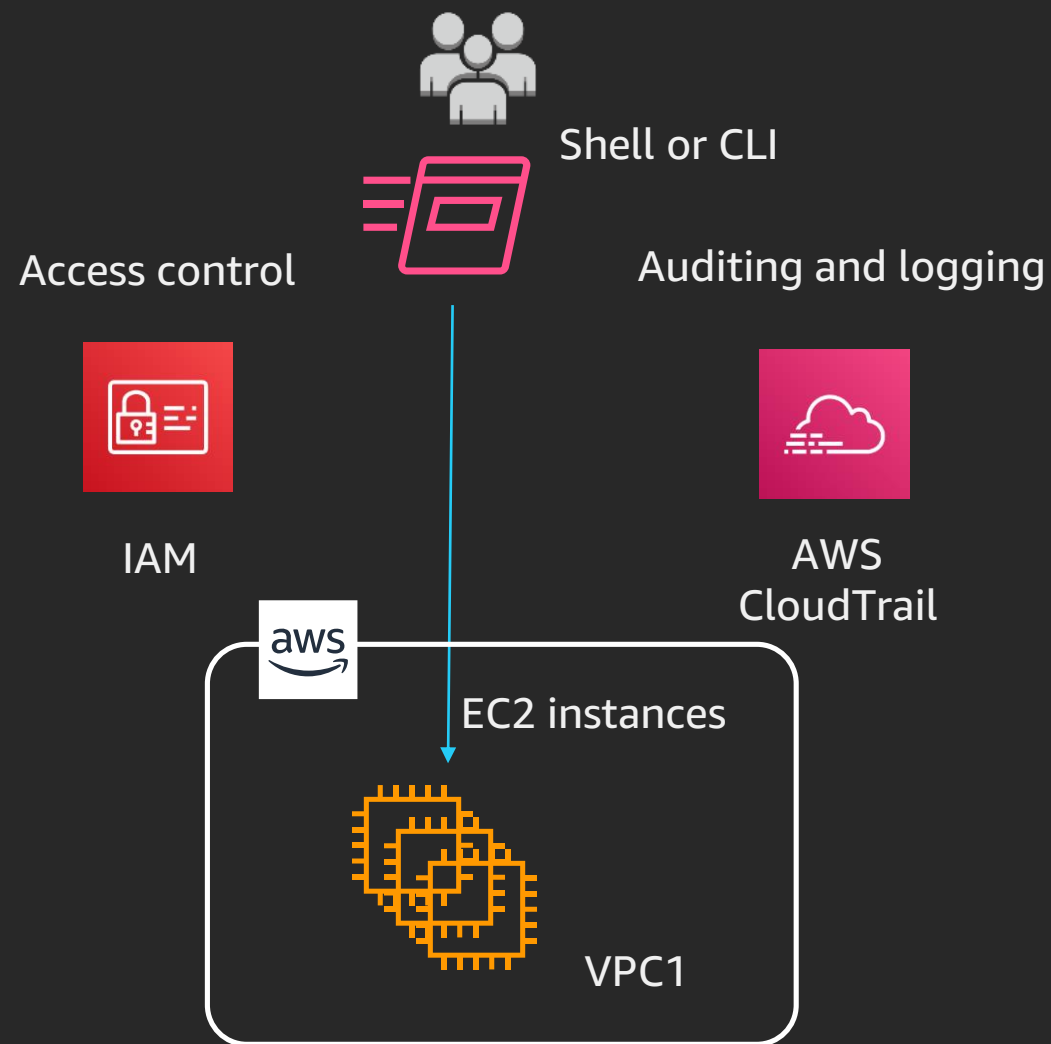 Shell or CLI
Access control
Auditing and logging
IAM
AWS
CloudTrail
aws
EC2 instances
VPC1